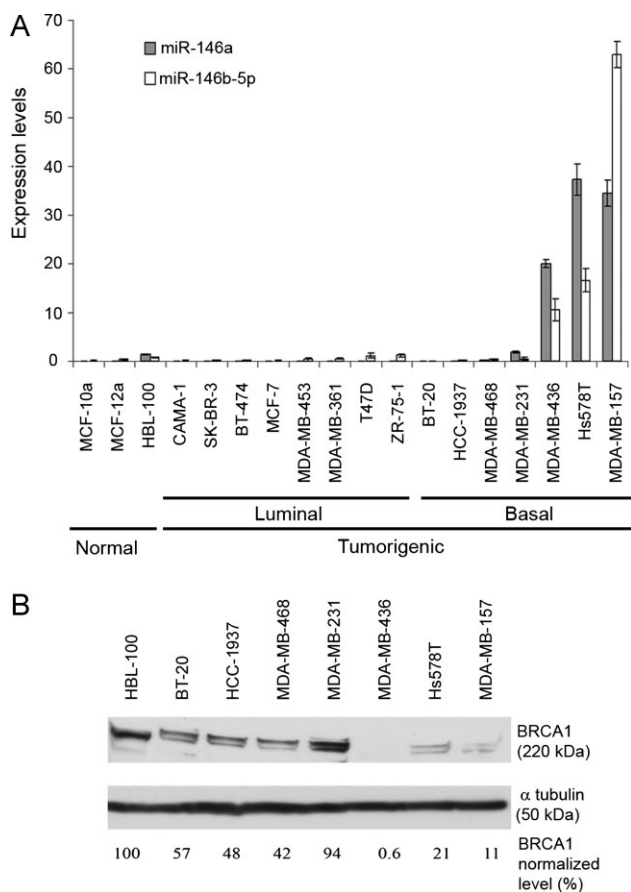 A
70
60
50
40
30
20
10
0
Expression levels
miR-146a
miR-146b-5p
MCF-10a
MCF-12a
HBL-100
CAMA-1
SK-BR-3
BT-474
MCF-7
MDA-MB-453
MDA-MB-361
T47D
ZR-75-1
BT-20
HCC-1937
MDA-MB-468
MDA-MB-231
MDA-MB-436
Hs578T
MDA-MB-157
Luminal
Basal
Normal
Tumorigenic
B
HBL-100
BT-20
HCC-1937
MDA-MB-468
MDA-MB-231
MDA-MB-436
Hs578T
MDA-MB-157
BRCA1
(220 kDa)
α tubulin
(50 kDa)
100 57 48 42 94 0.6 21 11
BRCA1
normalized
level (%)